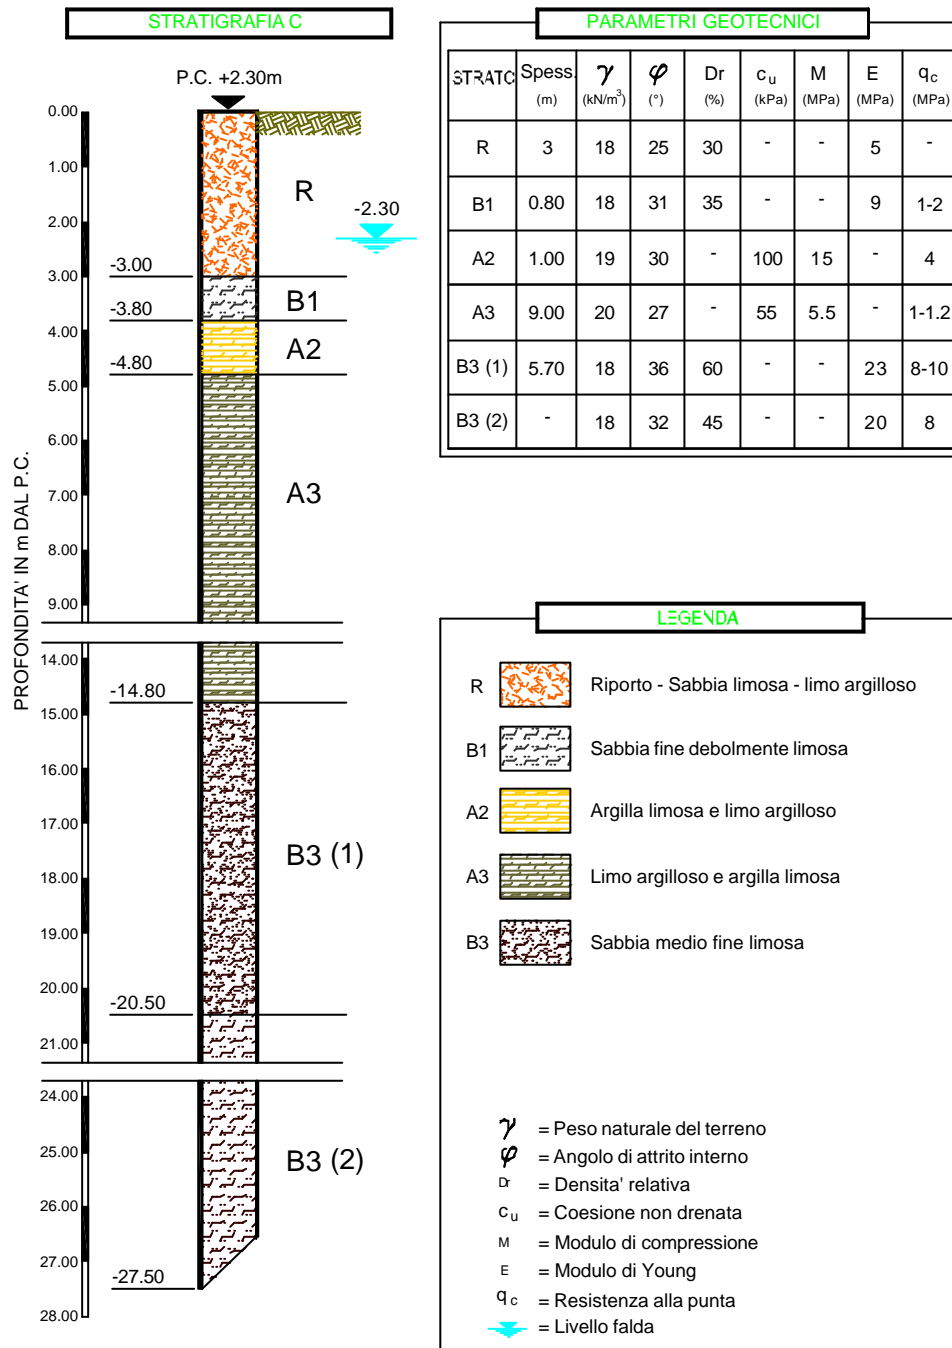 STRATIGRAFIA C
P.C. +2.30m
PROFONDITA' IN m DAL P.C.
0.00
1.00
2.00
3.00
4.00
5.00
6.00
7.00
8.00
9.00
14.00
15.00
16.00
17.00
18.00
19.00
20.00
21.00
24.00
25.00
26.00
27.00
28.00
-3.00
-3.80
-4.80
-14.80
-20.50
-27.50
R
-2.30
B1
A2
A3
B3 (1)
B3 (2)
PARAMETRI GEOTECNICI
STRATO Spess. γ φ Dr cu M E qc
(m) (kN/m³) (°) (%) (kPa) (MPa) (MPa) (MPa)
R 3 18 25 30 - - 5 -
B1 0.80 18 31 35 - - 9 1-2
A2 1.00 19 30 - 100 15 - 4
A3 9.00 20 27 - 55 5.5 - 1-1.2
B3 (1) 5.70 18 36 60 - - 23 8-10
B3 (2) - 18 32 45 - - 20 8
LEGENDA
R Riporto - Sabbia limosa - limo argilloso
B1 Sabbia fine debolmente limosa
A2 Argilla limosa e limo argilloso
A3 Limo argilloso e argilla limosa
B3 Sabbia medio fine limosa
γ = Peso naturale del terreno
φ = Angolo di attrito interno
Dr = Densita' relativa
cu = Coesione non drenata
M = Modulo di compressione
E = Modulo di Young
qc = Resistenza alla punta
= Livello falda